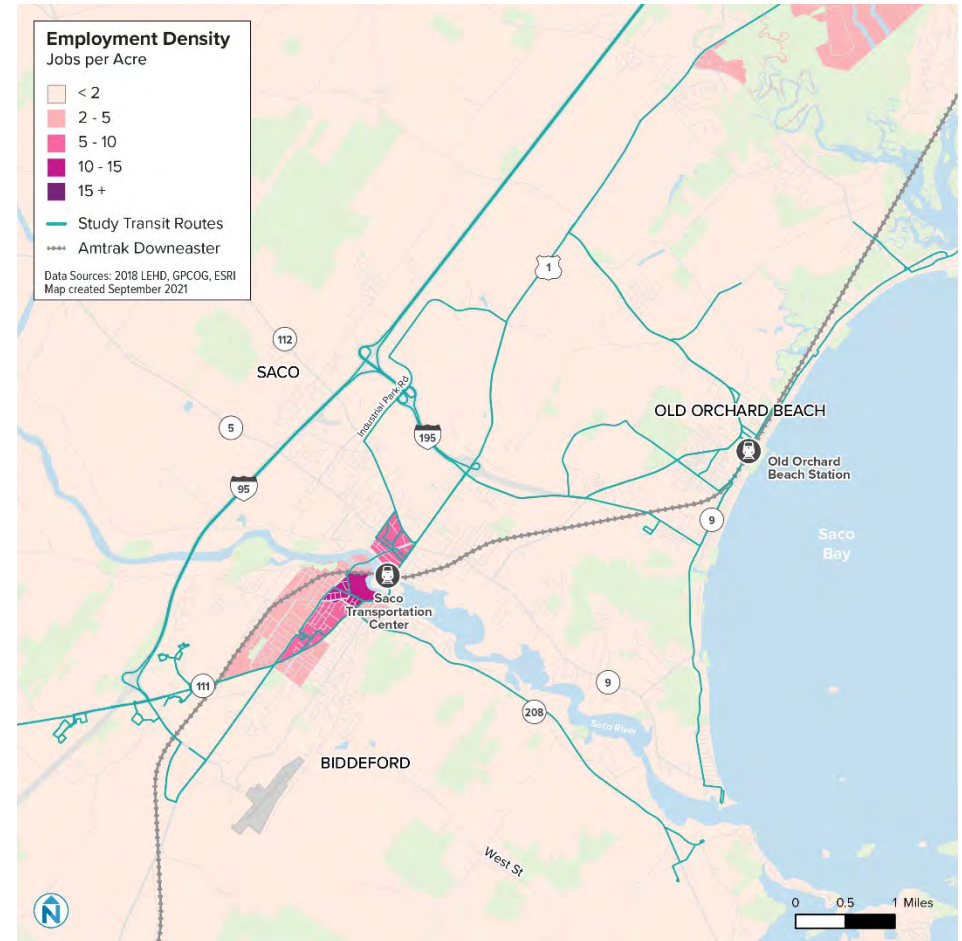 Employment Density
Jobs per Acre
< 2
2 - 5
5 - 10
10 - 15
15 +
Study Transit Routes
Amtrak Downeaster
Data Sources: 2018 LEHD, GPCOG, ESRI
Map created September 2021
1
112
SACO
Industrial Park Rd
OLD ORCHARD BEACH
5
195
Old Orchard
Beach Station
95
9
Saco
Bay
Saco
Transportation
Center
111
9
208
Saco River
BIDDEFORD
West St
N
0 0.5 1 Miles